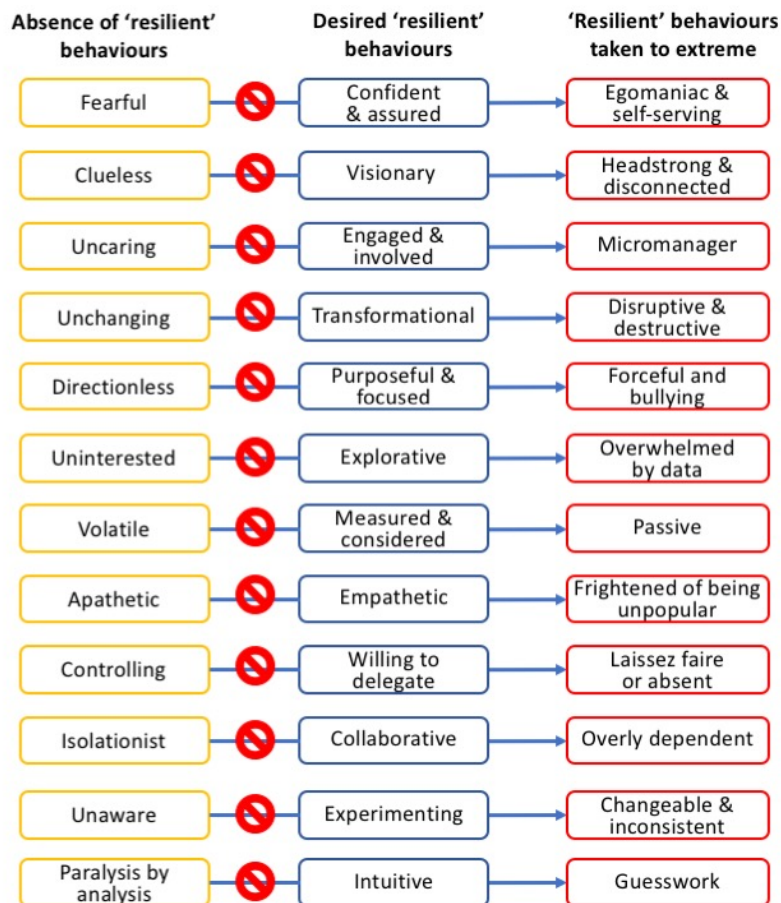 Absence of ‘resilient’
behaviours
Desired ‘resilient’
behaviours
‘Resilient’ behaviours
taken to extreme
Fearful
Confident
& assured
Egomaniac &
self-serving
Clueless
Visionary
Headstrong &
disconnected
Uncaring
Engaged &
involved
Micromanager
Unchanging
Transformational
Disruptive &
destructive
Directionless
Purposeful &
focused
Forceful and
bullying
Uninterested
Explorative
Overwhelmed
by data
Volatile
Measured &
considered
Passive
Apathetic
Empathetic
Frightened of being
unpopular
Controlling
Willing to
delegate
Laissez faire
or absent
Isolationist
Collaborative
Overly dependent
Unaware
Experimenting
Changeable &
inconsistent
Paralysis by
analysis
Intuitive
Guesswork